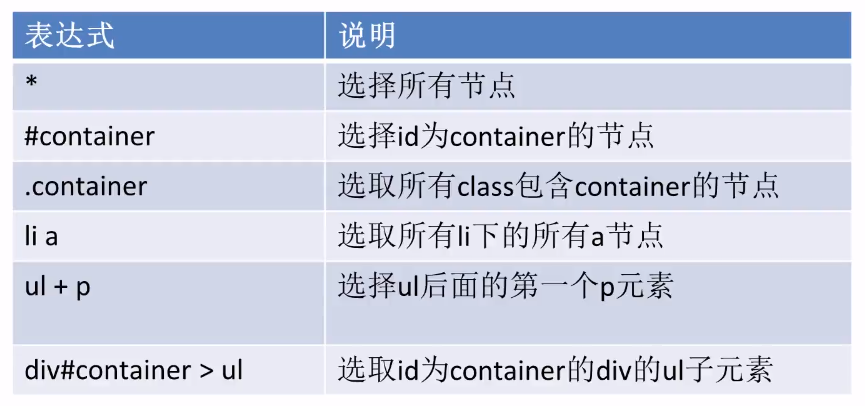 表达式 说明
* 选择所有节点
#container 选择id为container的节点
.container 选取所有class包含container的节点
li a 选取所有li下的所有a节点
ul + p 选择ul后面的第一个p元素
div#container > ul 选取id为container的div的ul子元素